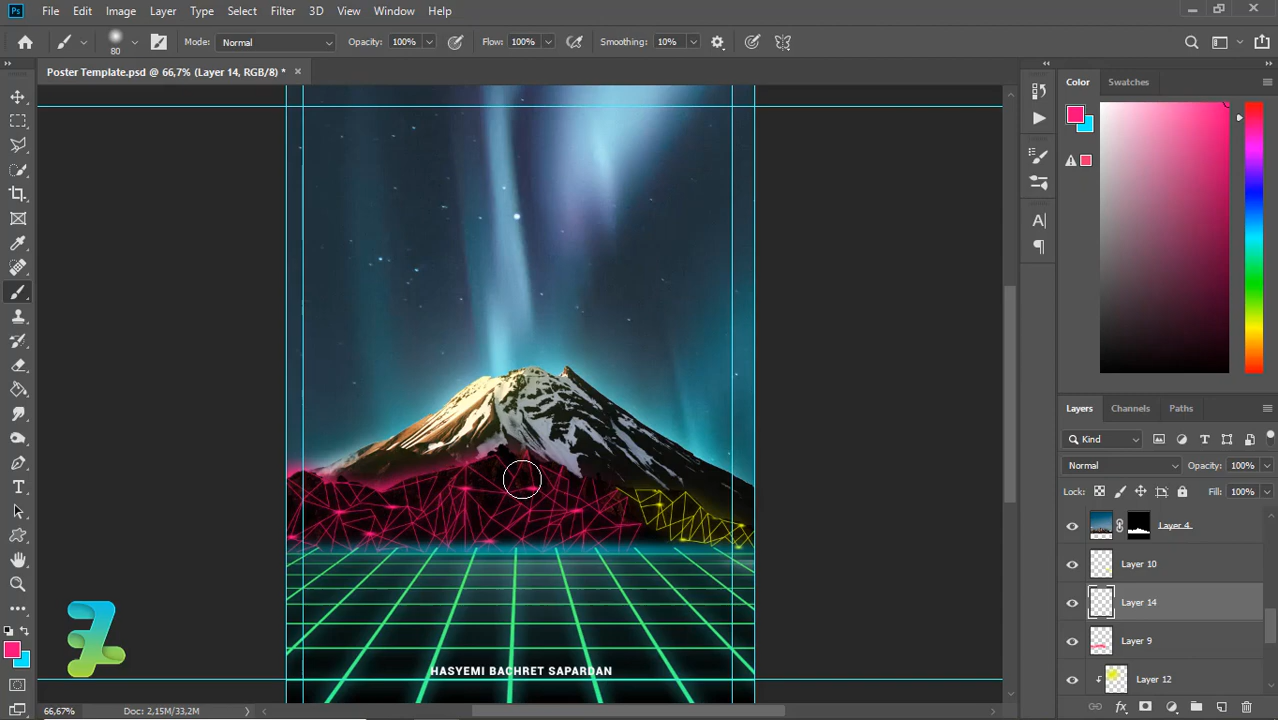 Ps File Edit Image Layer Type Select Filter 3D View Window Help
80 Mode: Normal Opacity: 100% Flow: 100% Smoothing: 10%
Poster Template.psd @ 66,7% (Layer 14, RGB/8) *
Color Swatches
Layers Channels Paths
Kind
Normal Opacity: 100%
Lock: Fill: 100%
Layer 4
Layer 10
Layer 14
Layer 9
Layer 12
HASYEMI BACHRET SAPARDAN
66,67% Doc: 2,15M/33,2M